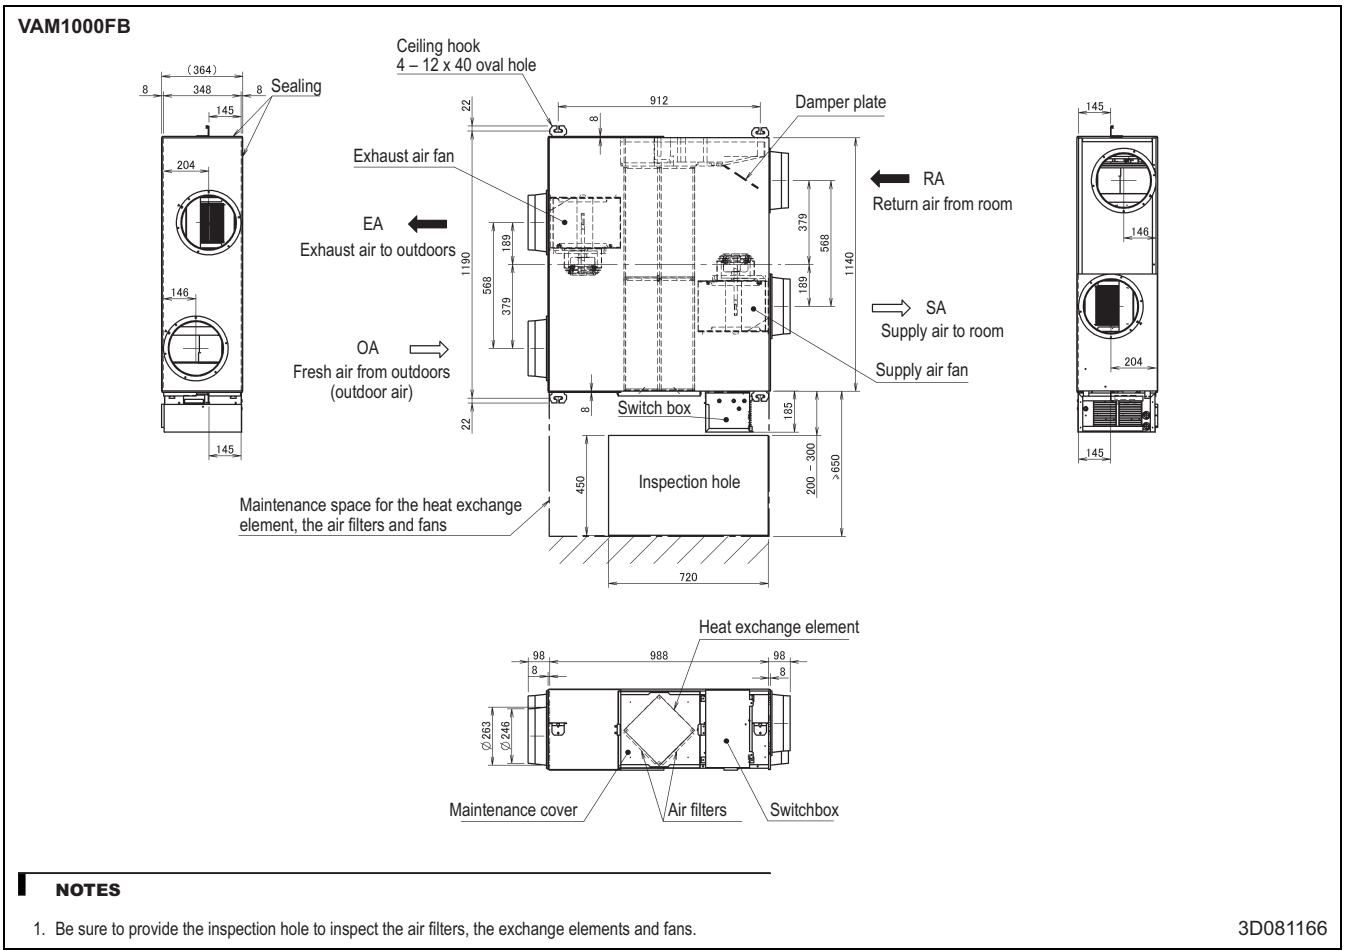 VAM1000FB
Ceiling hook
4 – 12 x 40 oval hole
(364)
8
348
8
145
Sealing
204
146
145
22
912
8
Damper plate
Exhaust air fan
EA
Exhaust air to outdoors
OA
Fresh air from outdoors
(outdoor air)
1190
568
189
379
22
8
RA
Return air from room
379
568
1140
189
SA
Supply air to room
Supply air fan
Switch box
185
200 - 300
≥650
450
Inspection hole
Maintenance space for the heat exchange
element, the air filters and fans
720
145
146
204
145
Heat exchange element
98
988
98
8
8
Ø263
Ø246
Maintenance cover
Air filters
Switchbox
NOTES
1. Be sure to provide the inspection hole to inspect the air filters, the exchange elements and fans.
3D081166